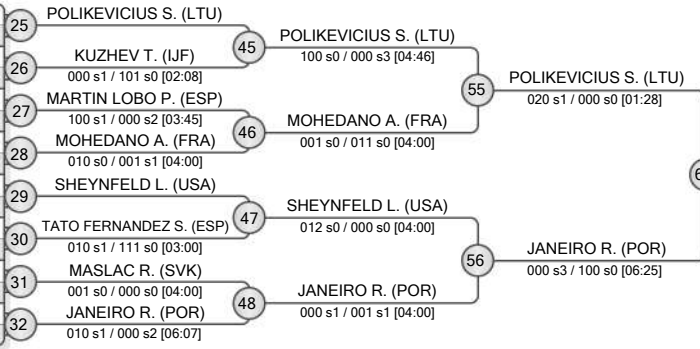 25
POLIKEVICIUS S. (LTU)
26
KUZHEV T. (IJF)
000 s1 / 101 s0 [02:08]
45
POLIKEVICIUS S. (LTU)
100 s0 / 000 s3 [04:46]
27
MARTIN LOBO P. (ESP)
100 s1 / 000 s2 [03:45]
28
MOHEDANO A. (FRA)
010 s0 / 001 s1 [04:00]
46
MOHEDANO A. (FRA)
001 s0 / 011 s0 [04:00]
55
POLIKEVICIUS S. (LTU)
020 s1 / 000 s0 [01:28]
29
SHEYNFELD L. (USA)
30
TATO FERNANDEZ S. (ESP)
010 s1 / 111 s0 [03:00]
47
SHEYNFELD L. (USA)
012 s0 / 000 s0 [04:00]
31
MASLAC R. (SVK)
001 s0 / 000 s0 [04:00]
32
JANEIRO R. (POR)
010 s1 / 000 s2 [06:07]
48
JANEIRO R. (POR)
000 s1 / 001 s1 [04:00]
56
JANEIRO R. (POR)
000 s3 / 100 s0 [06:25]